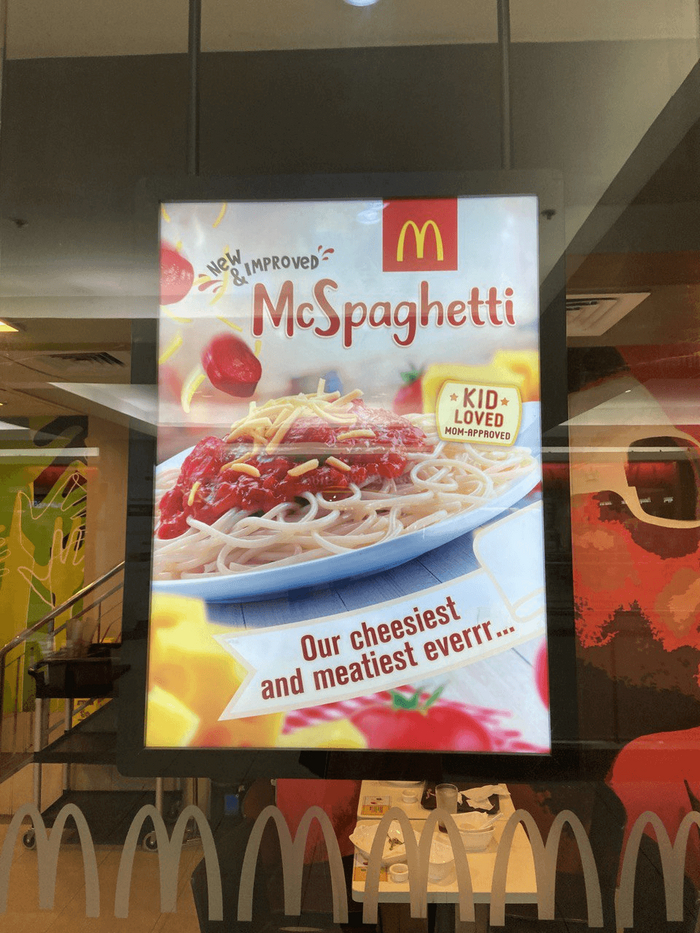 New
& IMPROVED
McSpaghetti
KID
LOVED
MOM-APPROVED
Our cheesiest
and meatiest everrr...